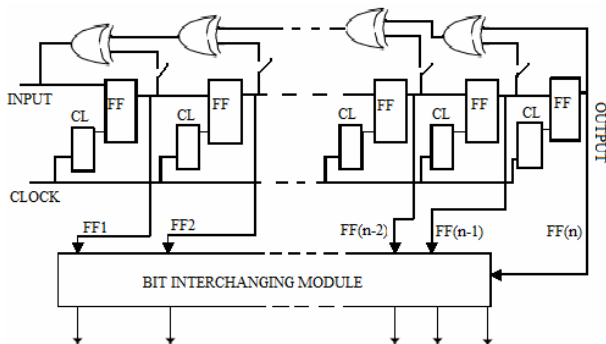 FF
FF
FF
FF
FF
INPUT
CL
CL
CL
CL
CL
OUTPUT
CLOCK
FF1
FF2
FF(n-2)
FF(n-1)
FF(n)
BIT INTERCHANGING MODULE